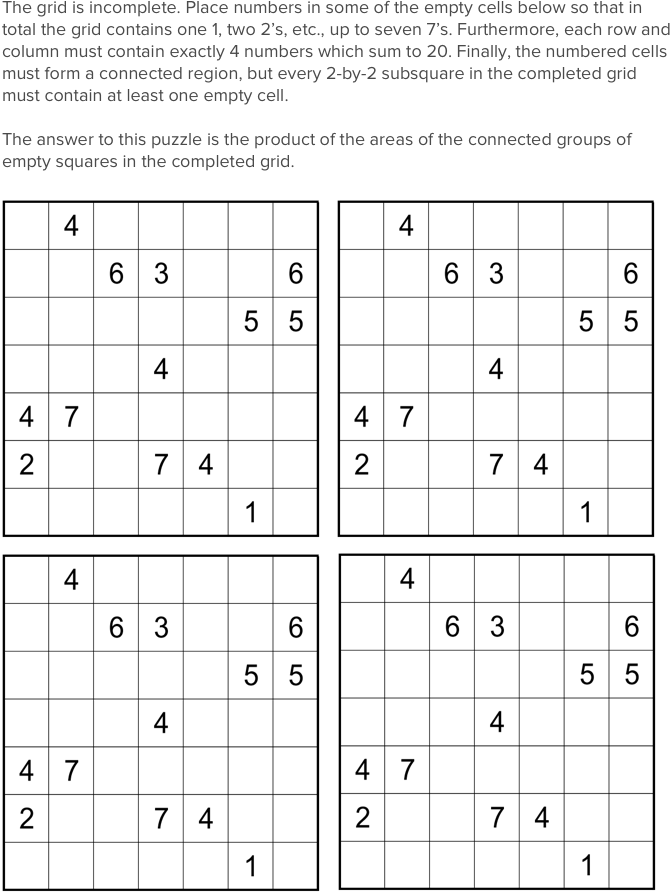 The grid is incomplete. Place numbers in some of the empty cells below so that in
total the grid contains one 1, two 2’s, etc., up to seven 7’s. Furthermore, each row and
column must contain exactly 4 numbers which sum to 20. Finally, the numbered cells
must form a connected region, but every 2-by-2 subsquare in the completed grid
must contain at least one empty cell.
The answer to this puzzle is the product of the areas of the connected groups of
empty squares in the completed grid.
4 4
6 3 6 6 3 6
5 5 5 5
4 4
4 7 4 7
2 7 4 2 7 4
1 1
4 4
6 3 6 6 3 6
5 5 5 5
4 4
4 7 4 7
2 7 4 2 7 4
1 1